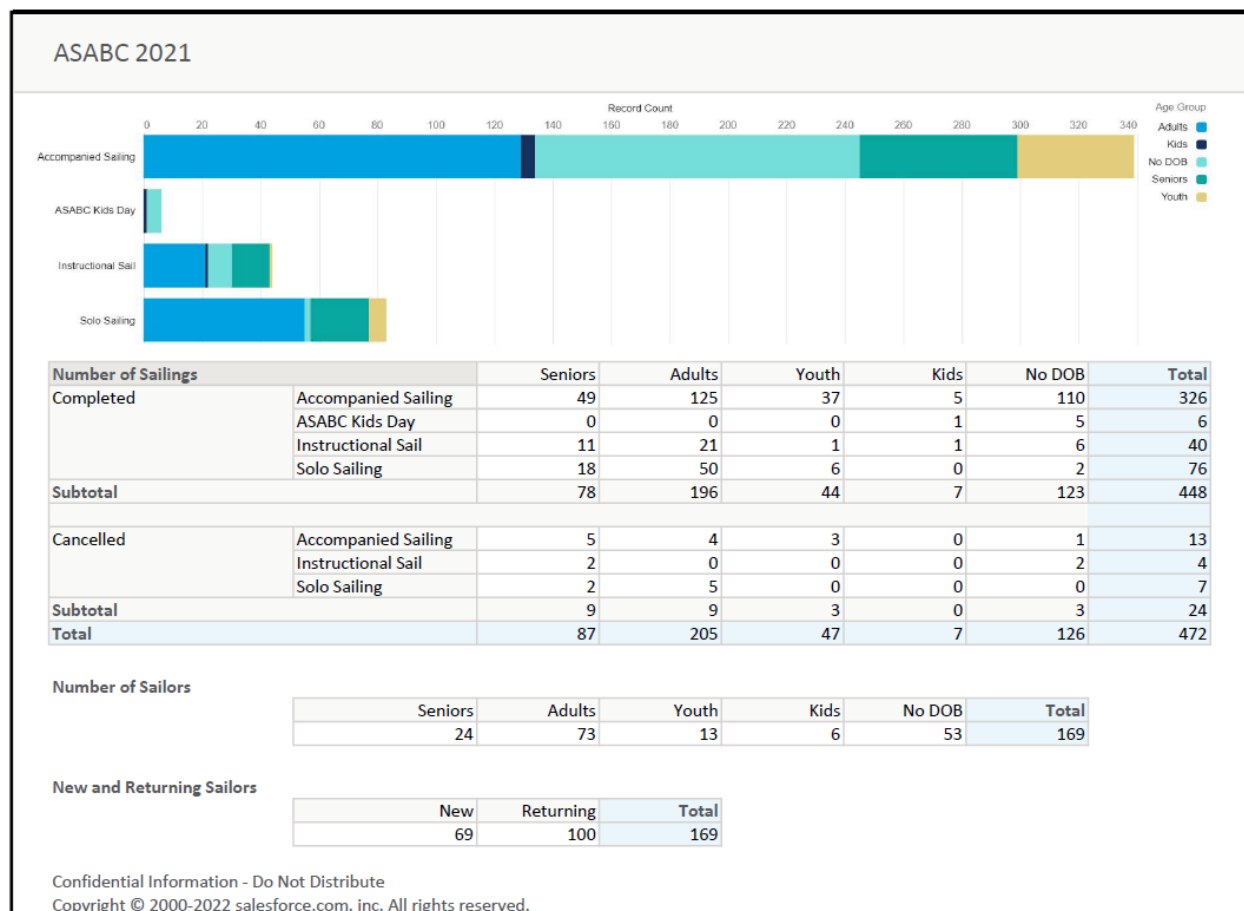 ASABC 2021
Record Count
Age Group
0 20 40 60 80 100 120 140 160 180 200 220 240 260 280 300 320 340
Adults
Kids
No DOB
Seniors
Youth
Accompanied Sailing
ASABC Kids Day
Instructional Sail
Solo Sailing
Number of Sailings Seniors Adults Youth Kids No DOB Total
Completed Accompanied Sailing 49 125 37 5 110 326
ASABC Kids Day 0 0 0 1 5 6
Instructional Sail 11 21 1 1 6 40
Solo Sailing 18 50 6 0 2 76
Subtotal 78 196 44 7 123 448
Cancelled Accompanied Sailing 5 4 3 0 1 13
Instructional Sail 2 0 0 0 2 4
Solo Sailing 2 5 0 0 0 7
Subtotal 9 9 3 0 3 24
Total 87 205 47 7 126 472
Number of Sailors
Seniors Adults Youth Kids No DOB Total
24 73 13 6 53 169
New and Returning Sailors
New Returning Total
69 100 169
Confidential Information - Do Not Distribute
Copyright © 2000-2022 salesforce.com, inc. All rights reserved.